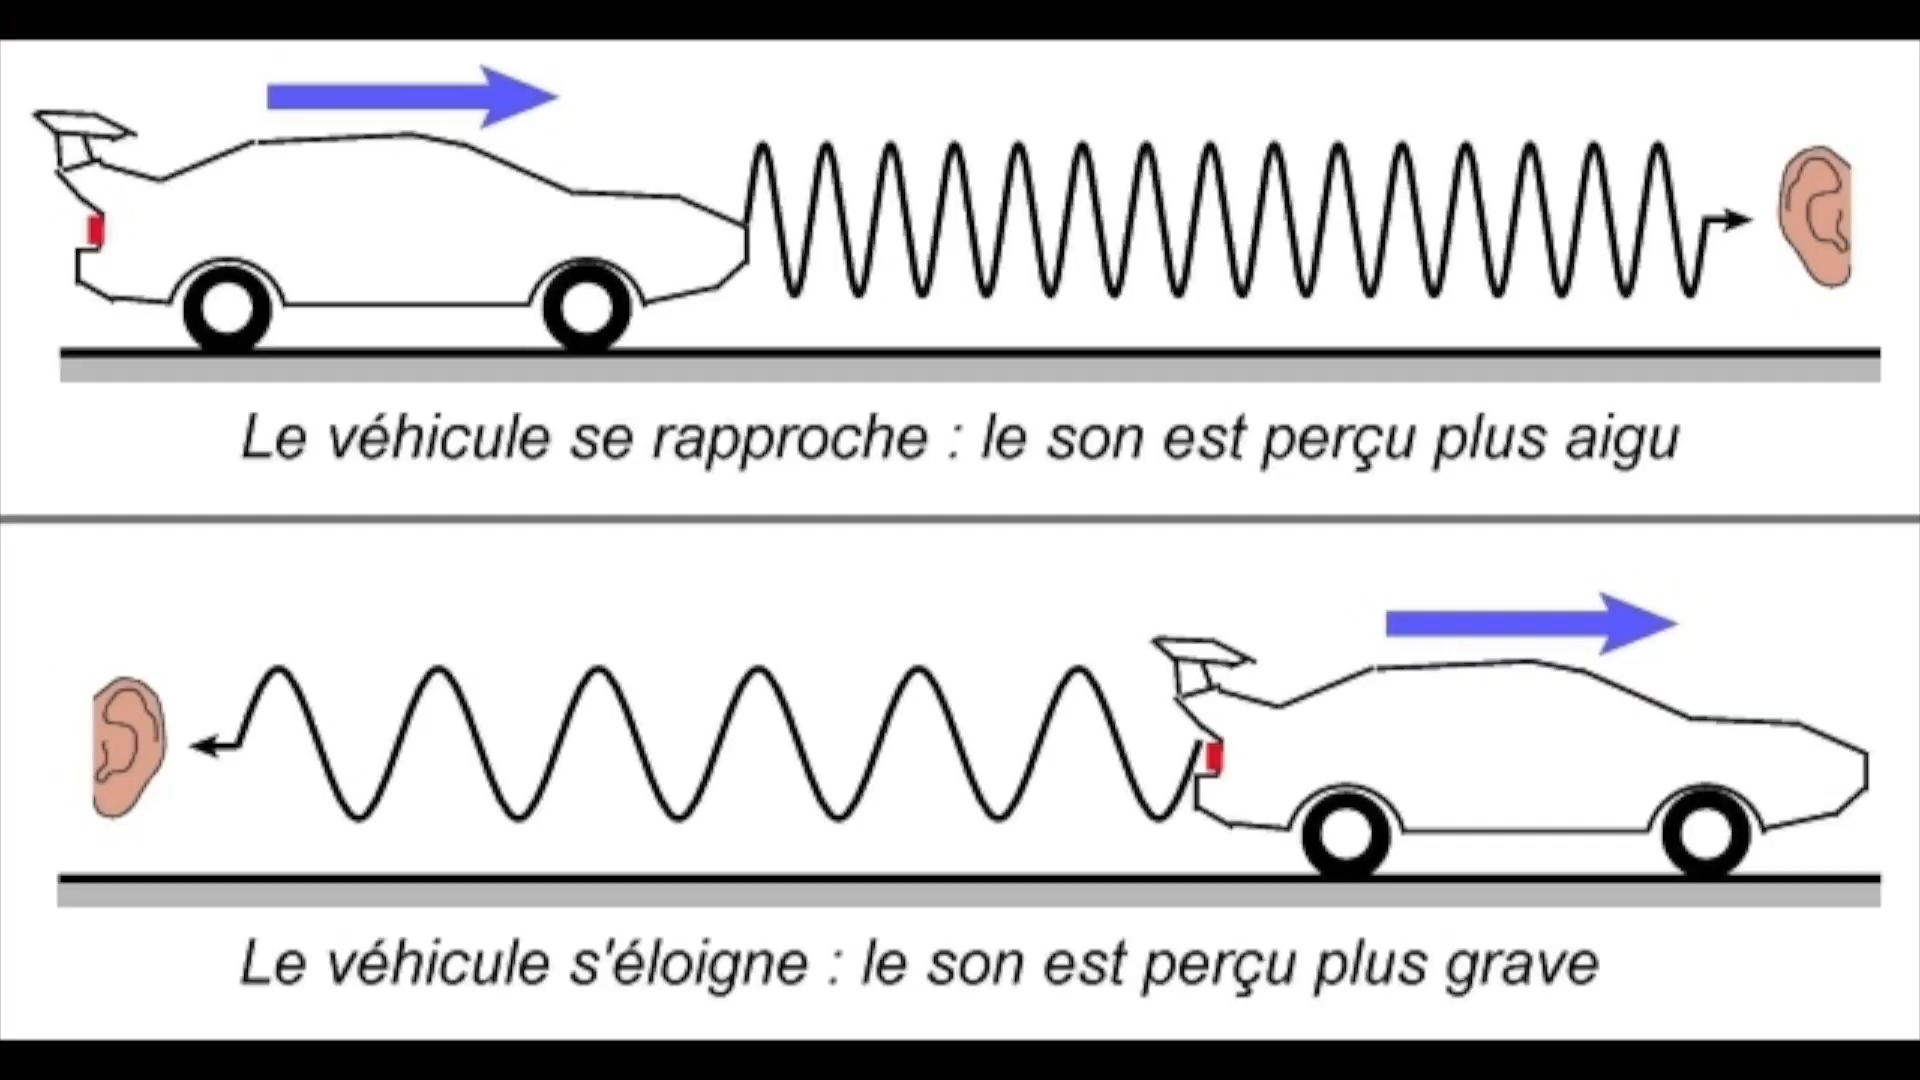 Le véhicule se rapproche : le son est perçu plus aigu
Le véhicule s'éloigne : le son est perçu plus grave